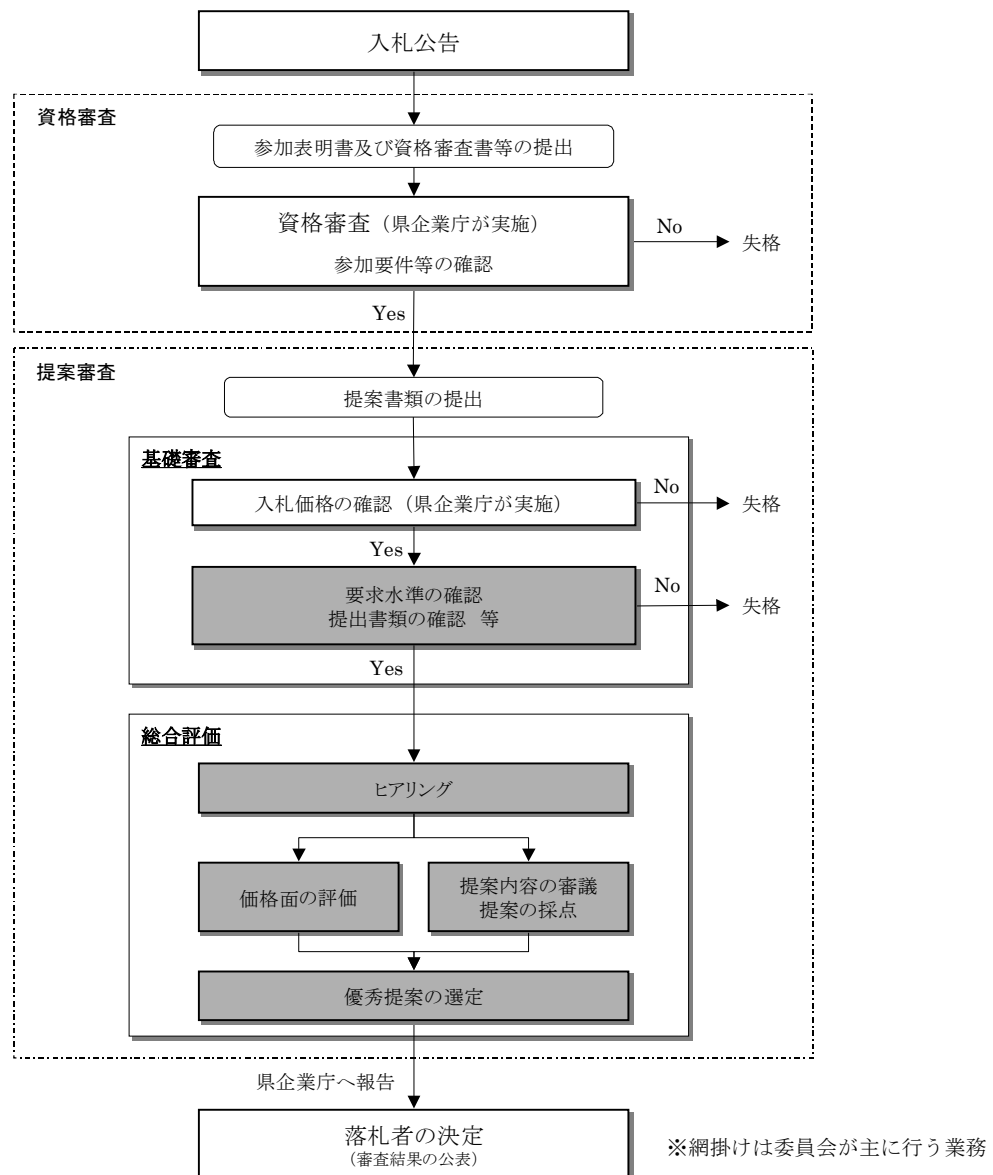 入札公告
資格審査
参加表明書及び資格審査書等の提出
資格審査（県企業庁が実施）
参加要件等の確認
No
失格
Yes
提案審査
提案書類の提出
基礎審査
入札価格の確認（県企業庁が実施）
No
失格
Yes
要求水準の確認
提出書類の確認 等
No
失格
Yes
総合評価
ヒアリング
価格面の評価
提案内容の審議
提案の採点
優秀提案の選定
県企業庁へ報告
落札者の決定
（審査結果の公表）
※網掛けは委員会が主に行う業務